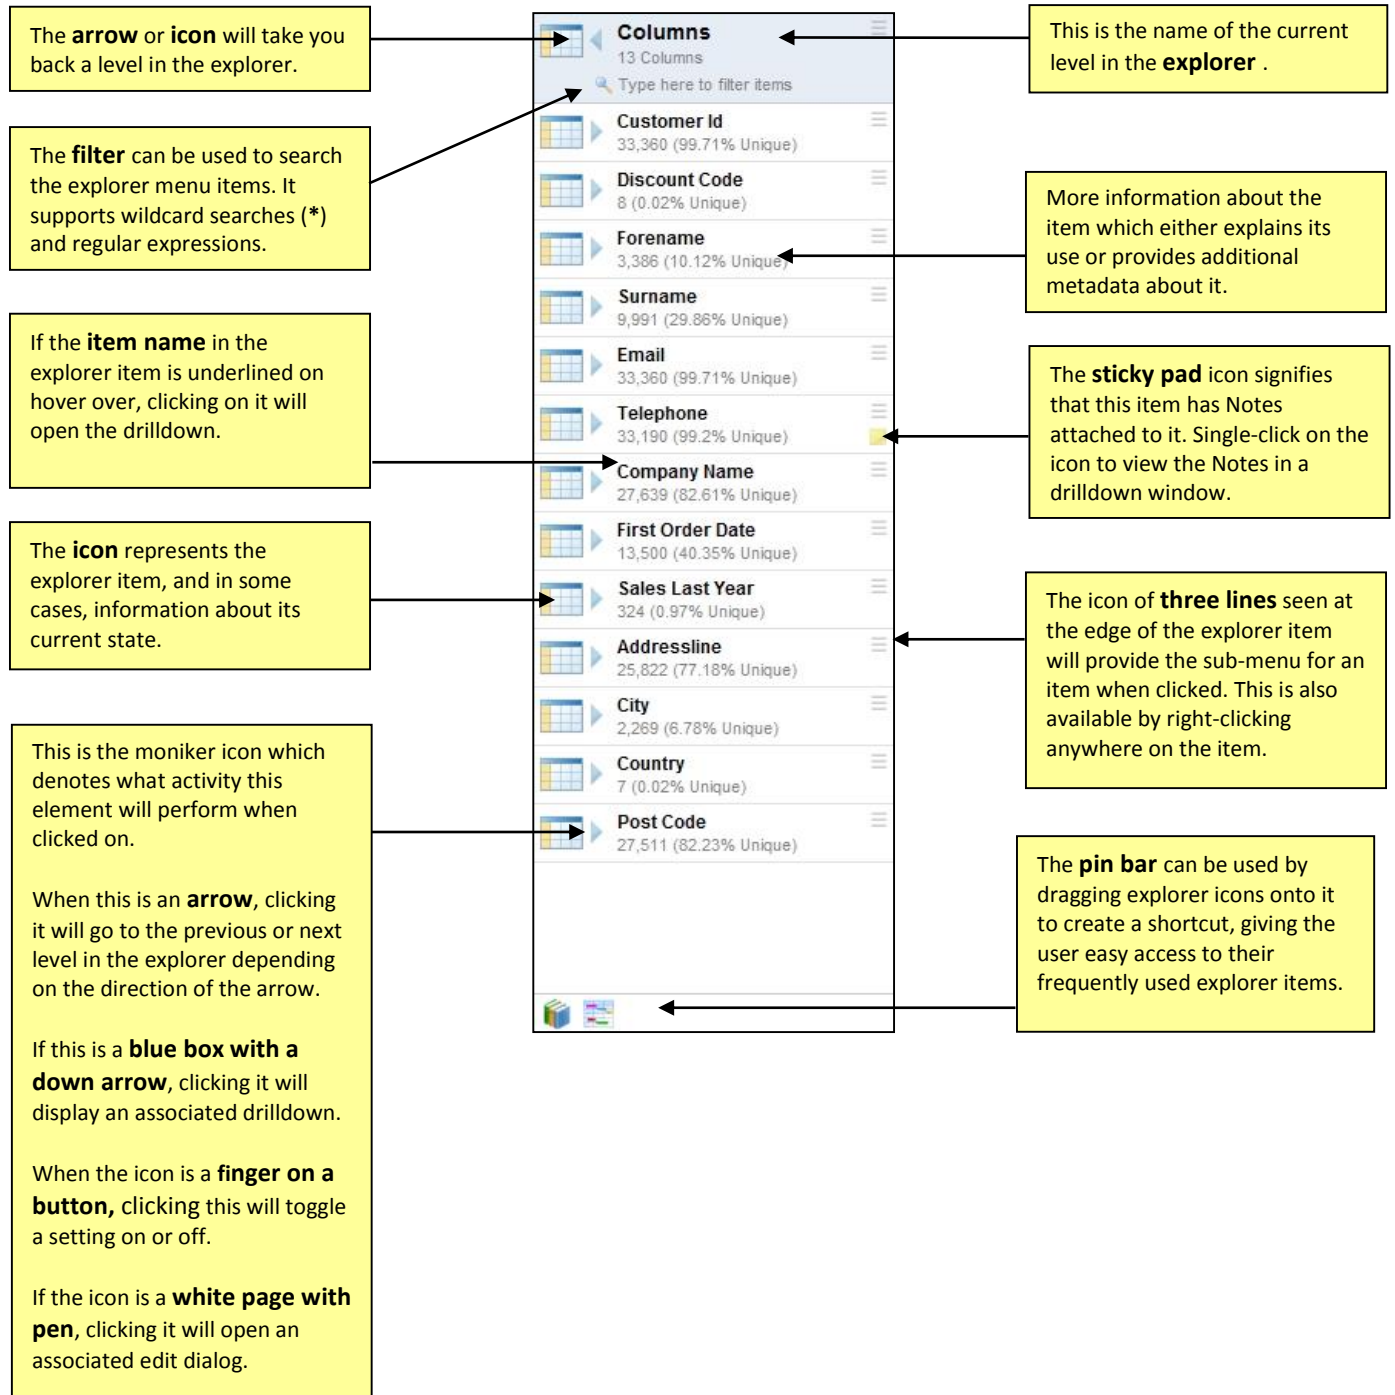 The arrow or icon will take you
back a level in the explorer.
The filter can be used to search
the explorer menu items. It
supports wildcard searches (*)
and regular expressions.
If the item name in the
explorer item is underlined on
hover over, clicking on it will
open the drilldown.
The icon represents the
explorer item, and in some
cases, information about its
current state.
This is the moniker icon which
denotes what activity this
element will perform when
clicked on.
When this is an arrow, clicking
it will go to the previous or next
level in the explorer depending
on the direction of the arrow.
If this is a blue box with a
down arrow, clicking it will
display an associated drilldown.
When the icon is a finger on a
button, clicking this will toggle
a setting on or off.
If the icon is a white page with
pen, clicking it will open an
associated edit dialog.
Columns
13 Columns
Type here to filter items
Customer Id
33,360 (99.71% Unique)
Discount Code
8 (0.02% Unique)
Forename
3,386 (10.12% Unique)
Surname
9,991 (29.86% Unique)
Email
33,360 (99.71% Unique)
Telephone
33,190 (99.2% Unique)
Company Name
27,639 (82.61% Unique)
First Order Date
13,500 (40.35% Unique)
Sales Last Year
324 (0.97% Unique)
Addressline
25,822 (77.18% Unique)
City
2,269 (6.78% Unique)
Country
7 (0.02% Unique)
Post Code
27,511 (82.23% Unique)
This is the name of the current
level in the explorer .
More information about the
item which either explains its
use or provides additional
metadata about it.
The sticky pad icon signifies
that this item has Notes
attached to it. Single-click on the
icon to view the Notes in a
drilldown window.
The icon of three lines seen at
the edge of the explorer item
will provide the sub-menu for an
item when clicked. This is also
available by right-clicking
anywhere on the item.
The pin bar can be used by
dragging explorer icons onto it
to create a shortcut, giving the
user easy access to their
frequently used explorer items.